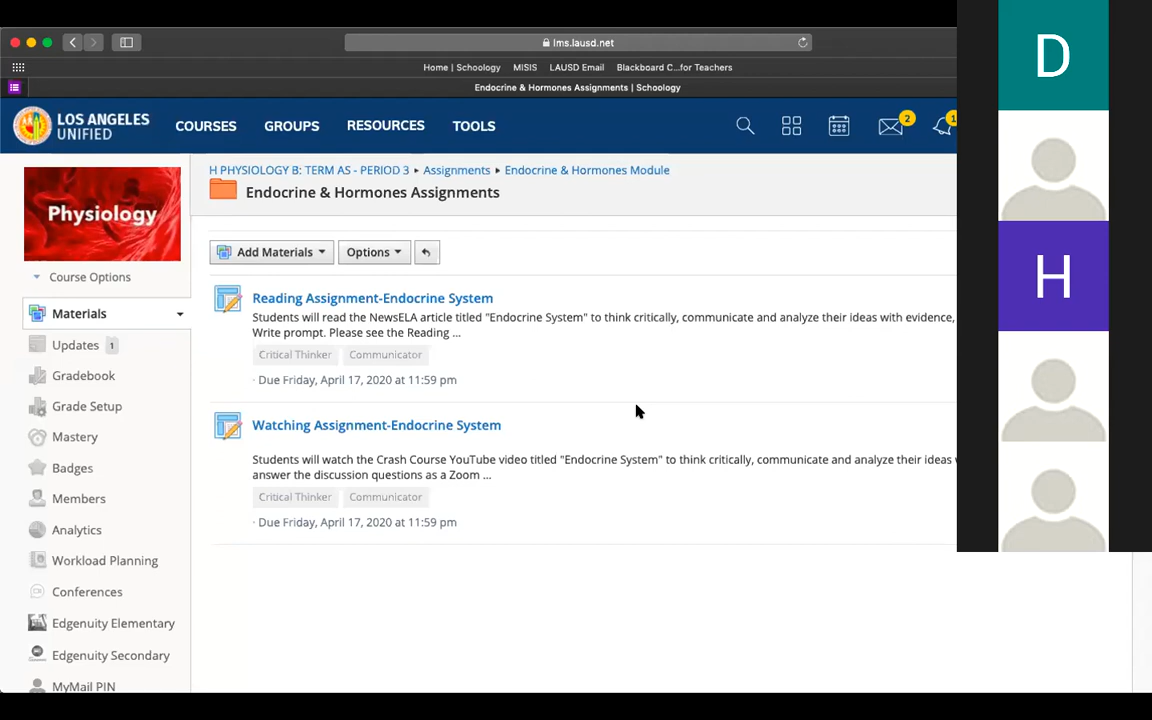 lms.lausd.net
Home | Schoology MiSiS LAUSD Email Blackboard C...for Teachers
Endocrine & Hormones Assignments | Schoology
LOS ANGELES
UNIFIED
COURSES GROUPS RESOURCES TOOLS
2
1
D
H
Physiology
Course Options
Materials
Updates 1
Gradebook
Grade Setup
Mastery
Badges
Members
Analytics
Workload Planning
Conferences
Edgenuity Elementary
Edgenuity Secondary
MyMail PIN
H PHYSIOLOGY B: TERM AS - PERIOD 3 ▸ Assignments ▸ Endocrine & Hormones Module
Endocrine & Hormones Assignments
Add Materials Options
Reading Assignment-Endocrine System
Students will read the NewsELA article titled "Endocrine System" to think critically, communicate and analyze their ideas with evidence,
Write prompt. Please see the Reading ...
Critical Thinker Communicator
· Due Friday, April 17, 2020 at 11:59 pm
Watching Assignment-Endocrine System
Students will watch the Crash Course YouTube video titled "Endocrine System" to think critically, communicate and analyze their ideas
answer the discussion questions as a Zoom ...
Critical Thinker Communicator
· Due Friday, April 17, 2020 at 11:59 pm